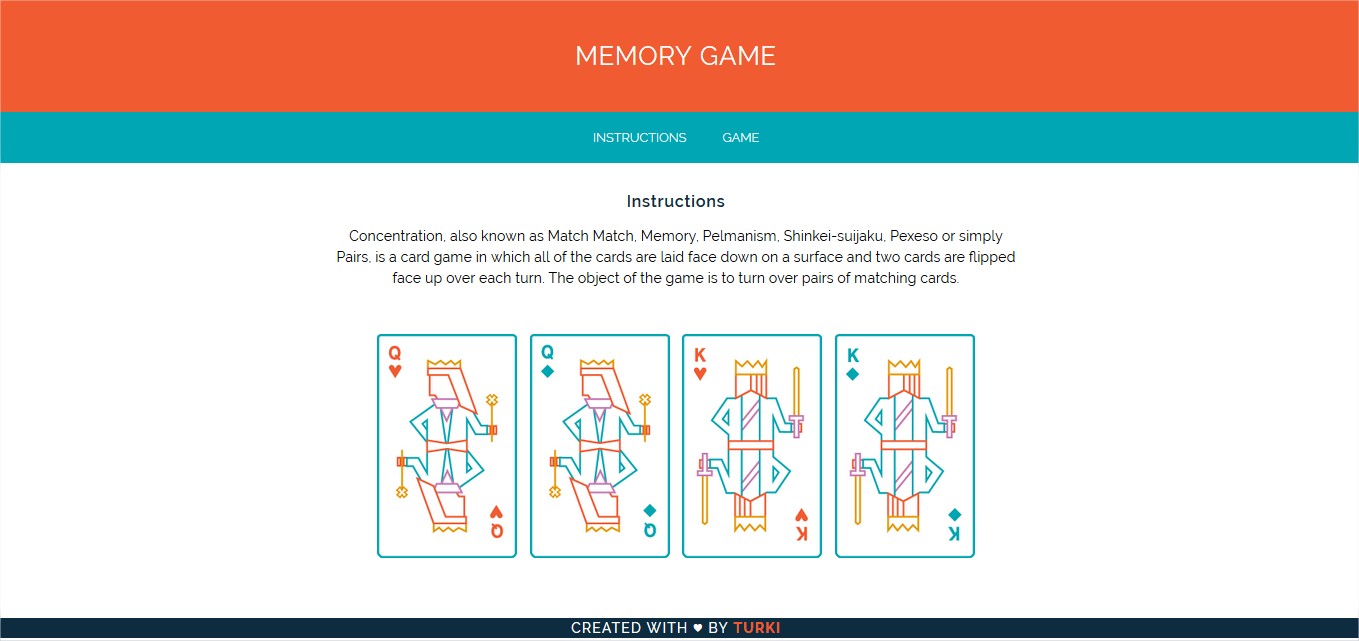 MEMORY GAME
INSTRUCTIONS GAME
Instructions
Concentration, also known as Match Match, Memory, Pelmanism, Shinkei-suijaku, Pexeso or simply
Pairs, is a card game in which all of the cards are laid face down on a surface and two cards are flipped
face up over each turn. The object of the game is to turn over pairs of matching cards.
Q Q K K
Q Q K K
CREATED WITH ♥ BY TURKI